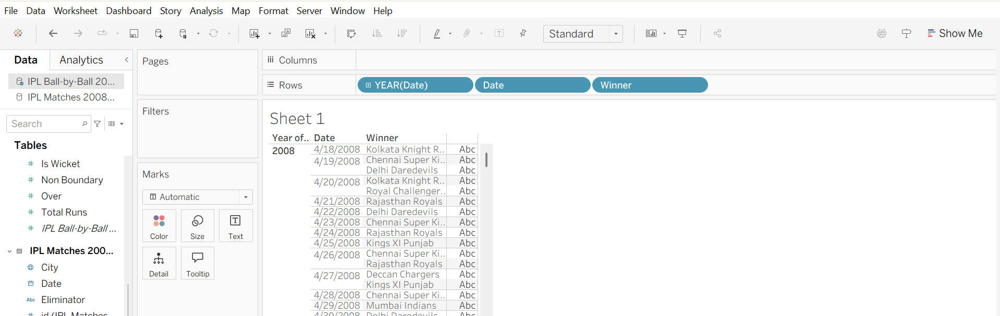 File Data Worksheet Dashboard Story Analysis Map Format Server Window Help
Standard
Show Me
Data Analytics
IPL Ball-by-Ball 20...
IPL Matches 2008...
Search
Tables
Is Wicket
Non Boundary
Over
Total Runs
IPL Ball-by-Ball ...
IPL Matches 200...
City
Date
Abc Eliminator
id (IPL Matches
Pages
Filters
Marks
Automatic
Color Size Text
Detail Tooltip
Columns
Rows YEAR(Date) Date Winner
Sheet 1
Year of.. Date Winner
2008 4/18/2008 Kolkata Knight R.. Abc
4/19/2008 Chennai Super Ki.. Abc
Delhi Daredevils Abc
4/20/2008 Kolkata Knight R.. Abc
Royal Challenger.. Abc
4/21/2008 Rajasthan Royals Abc
4/22/2008 Delhi Daredevils Abc
4/23/2008 Chennai Super Ki.. Abc
4/24/2008 Rajasthan Royals Abc
4/25/2008 Kings XI Punjab Abc
4/26/2008 Chennai Super Ki.. Abc
Rajasthan Royals Abc
4/27/2008 Deccan Chargers Abc
Kings XI Punjab Abc
4/28/2008 Chennai Super Ki.. Abc
4/29/2008 Mumbai Indians Abc
4/30/2008 Delhi Daredevils Abc